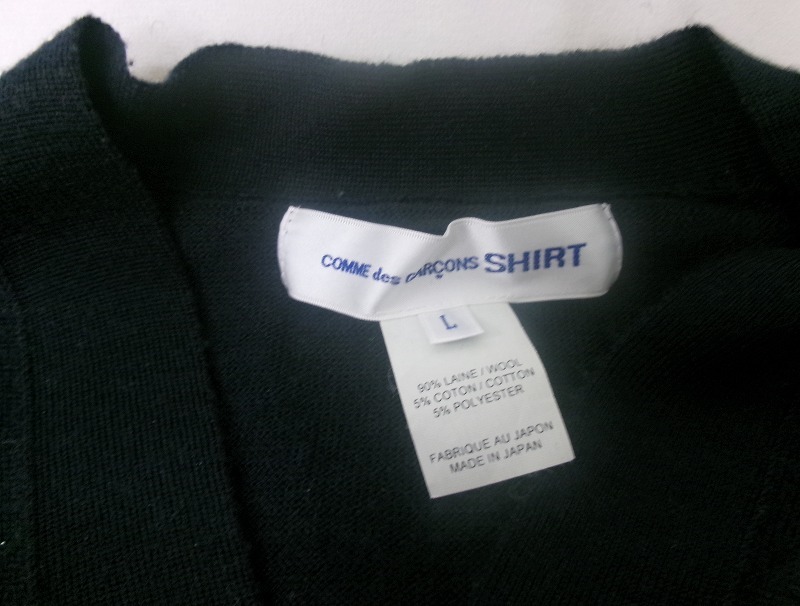 COMME des GARÇONS SHIRT
L
90% LAINE / WOOL
5% COTON / COTTON
5% POLYESTER
FABRIQUE AU JAPON
MADE IN JAPAN